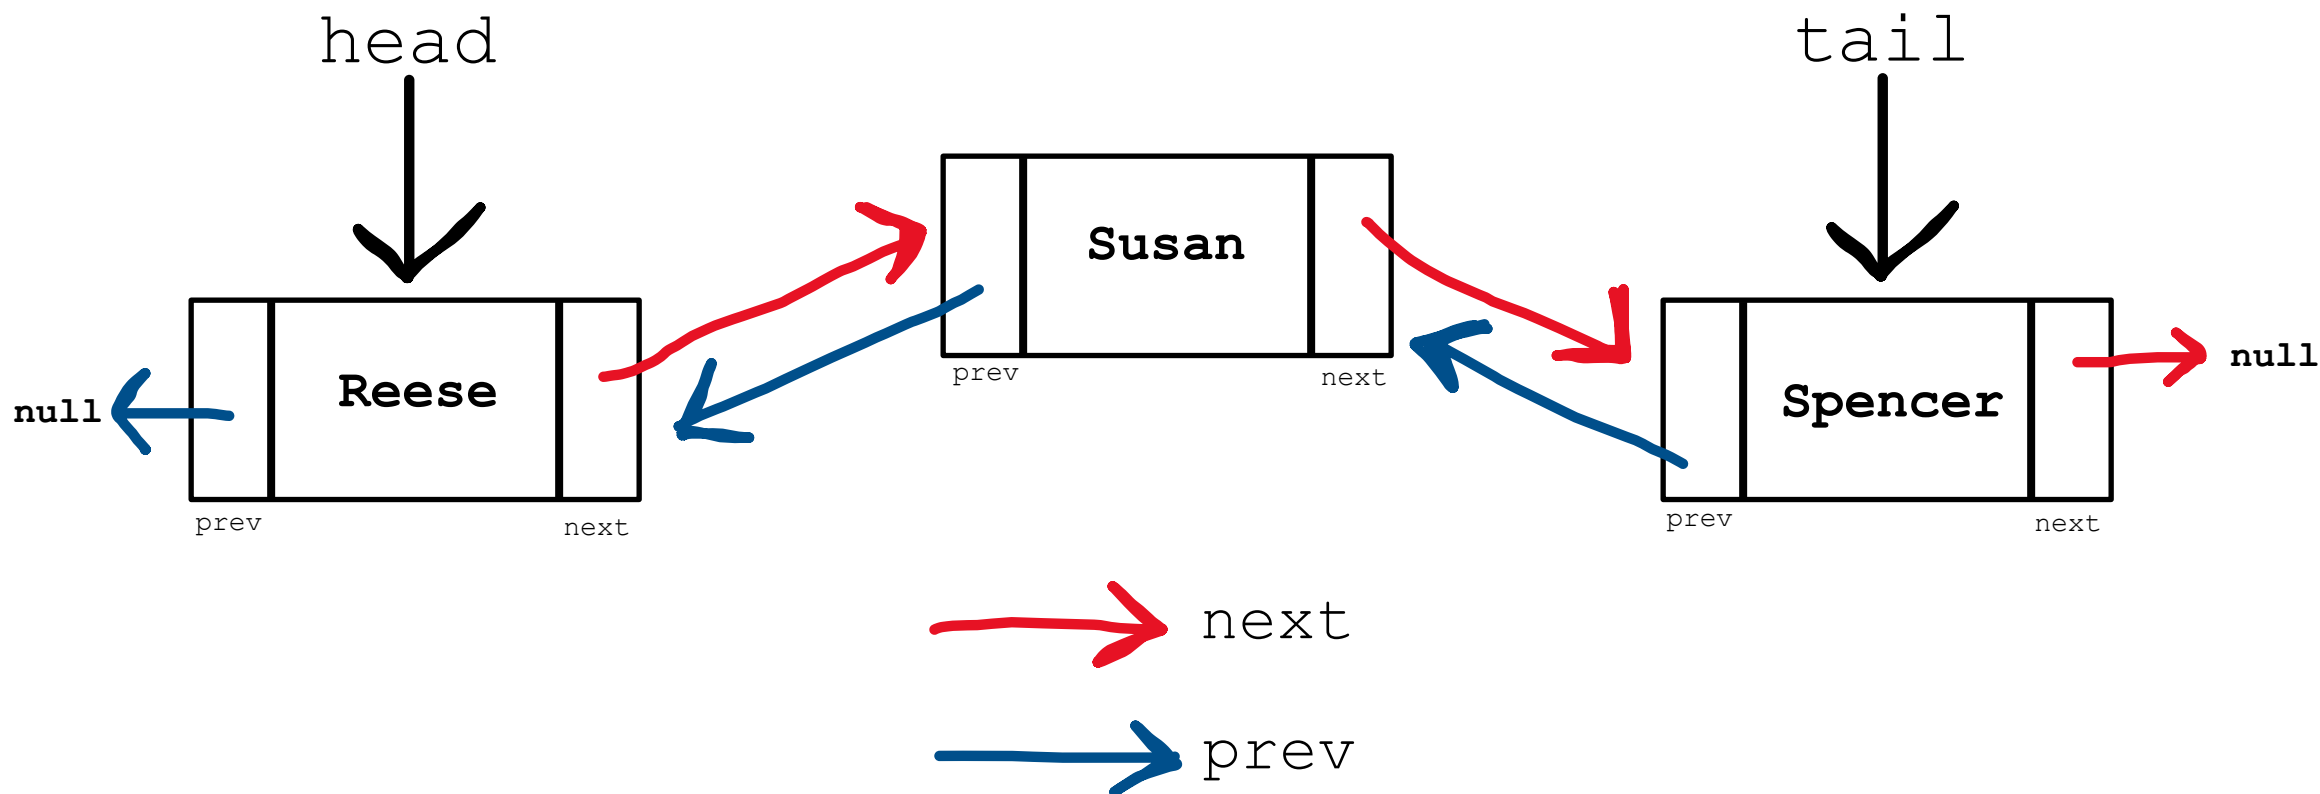 head
tail
Susan
prev
next
null
Reese
Spencer
null
prev
next
prev
next
next
prev